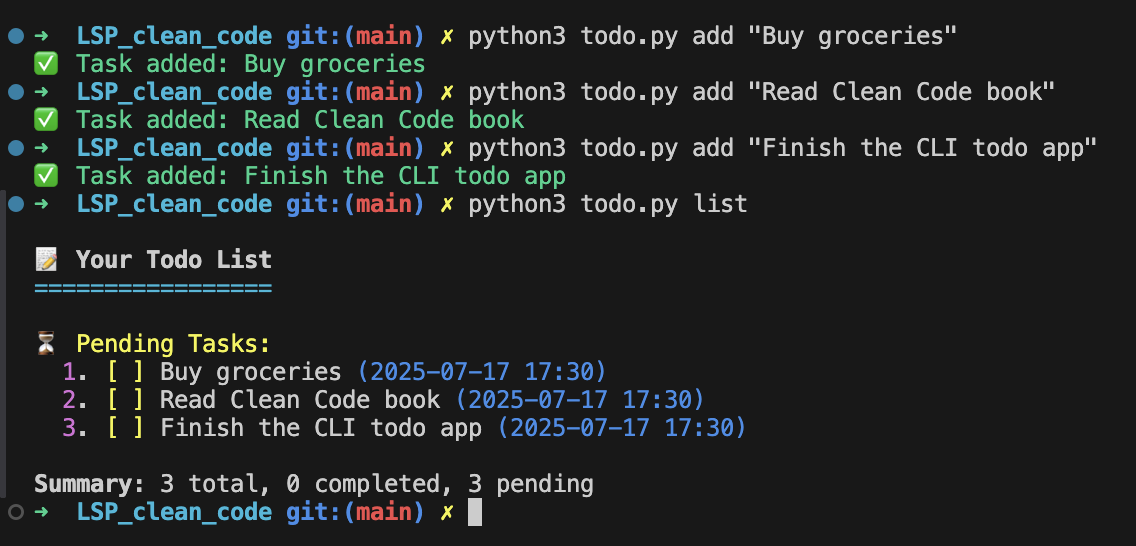 ➜ LSP_clean_code git:(main) ✗ python3 todo.py add "Buy groceries"
✅ Task added: Buy groceries
➜ LSP_clean_code git:(main) ✗ python3 todo.py add "Read Clean Code book"
✅ Task added: Read Clean Code book
➜ LSP_clean_code git:(main) ✗ python3 todo.py add "Finish the CLI todo app"
✅ Task added: Finish the CLI todo app
➜ LSP_clean_code git:(main) ✗ python3 todo.py list
📝 Your Todo List
=================
⏳ Pending Tasks:
1. [ ] Buy groceries (2025-07-17 17:30)
2. [ ] Read Clean Code book (2025-07-17 17:30)
3. [ ] Finish the CLI todo app (2025-07-17 17:30)
Summary: 3 total, 0 completed, 3 pending
➜ LSP_clean_code git:(main) ✗